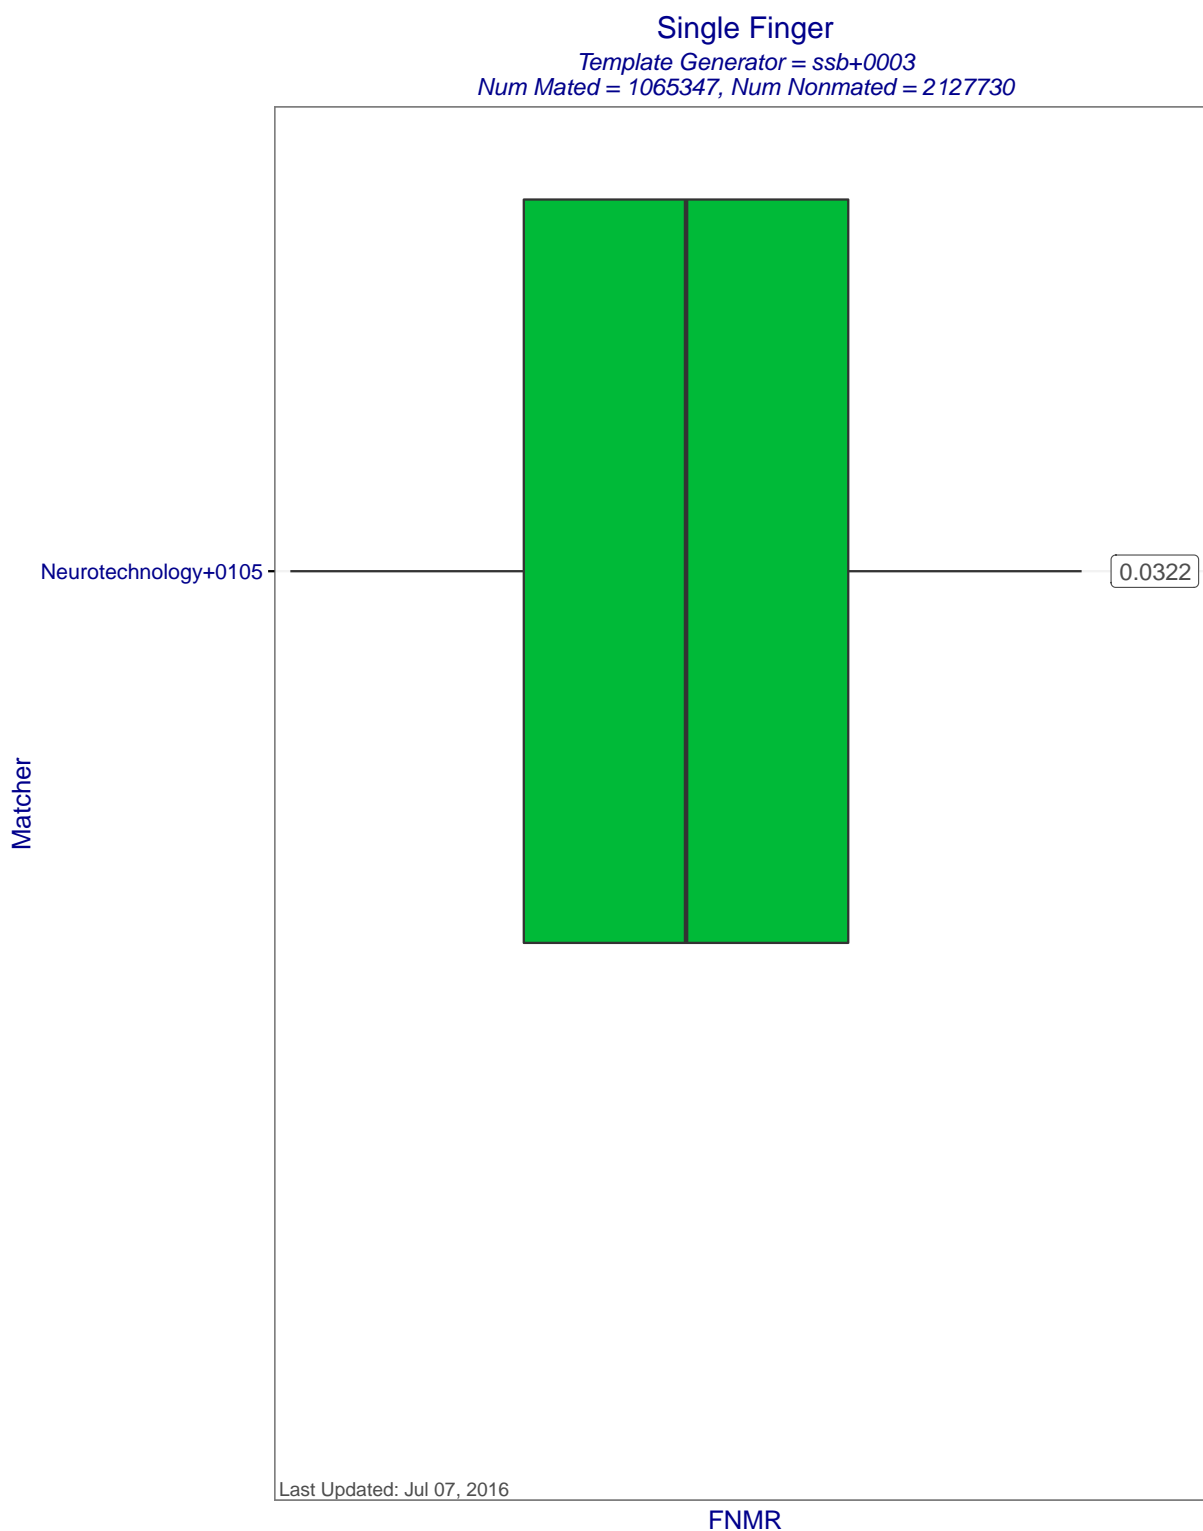 Single Finger
Template Generator = ssb+0003
Num Mated = 1065347, Num Nonmated = 2127730
Neurotechnology+0105
0.0322
Matcher
Last Updated: Jul 07, 2016
FNMR